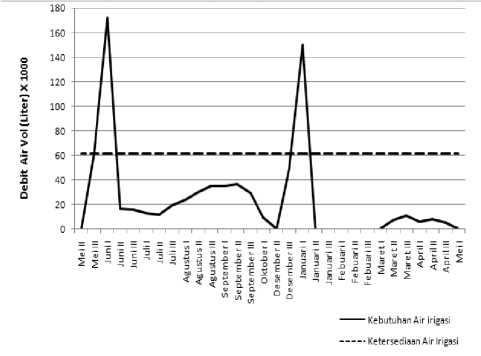 180
160
140
120
100
80
60
40
20
0
Debit Air Vol (Liter) X 1000
Mei II
Mei III
Juni I
Juni II
Juni III
Juli I
Juli II
Juli III
Agustus I
Agustus II
Agustus III
September I
September II
September III
Oktober I
Desember II
Desember III
Januari I
Januari II
Januari III
Febuari I
Febuari II
Febuari III
Maret I
Maret II
Maret III
April I
April II
April III
Mei I
Kebutuhan Air irigasi
Ketersediaan Air Irigasi